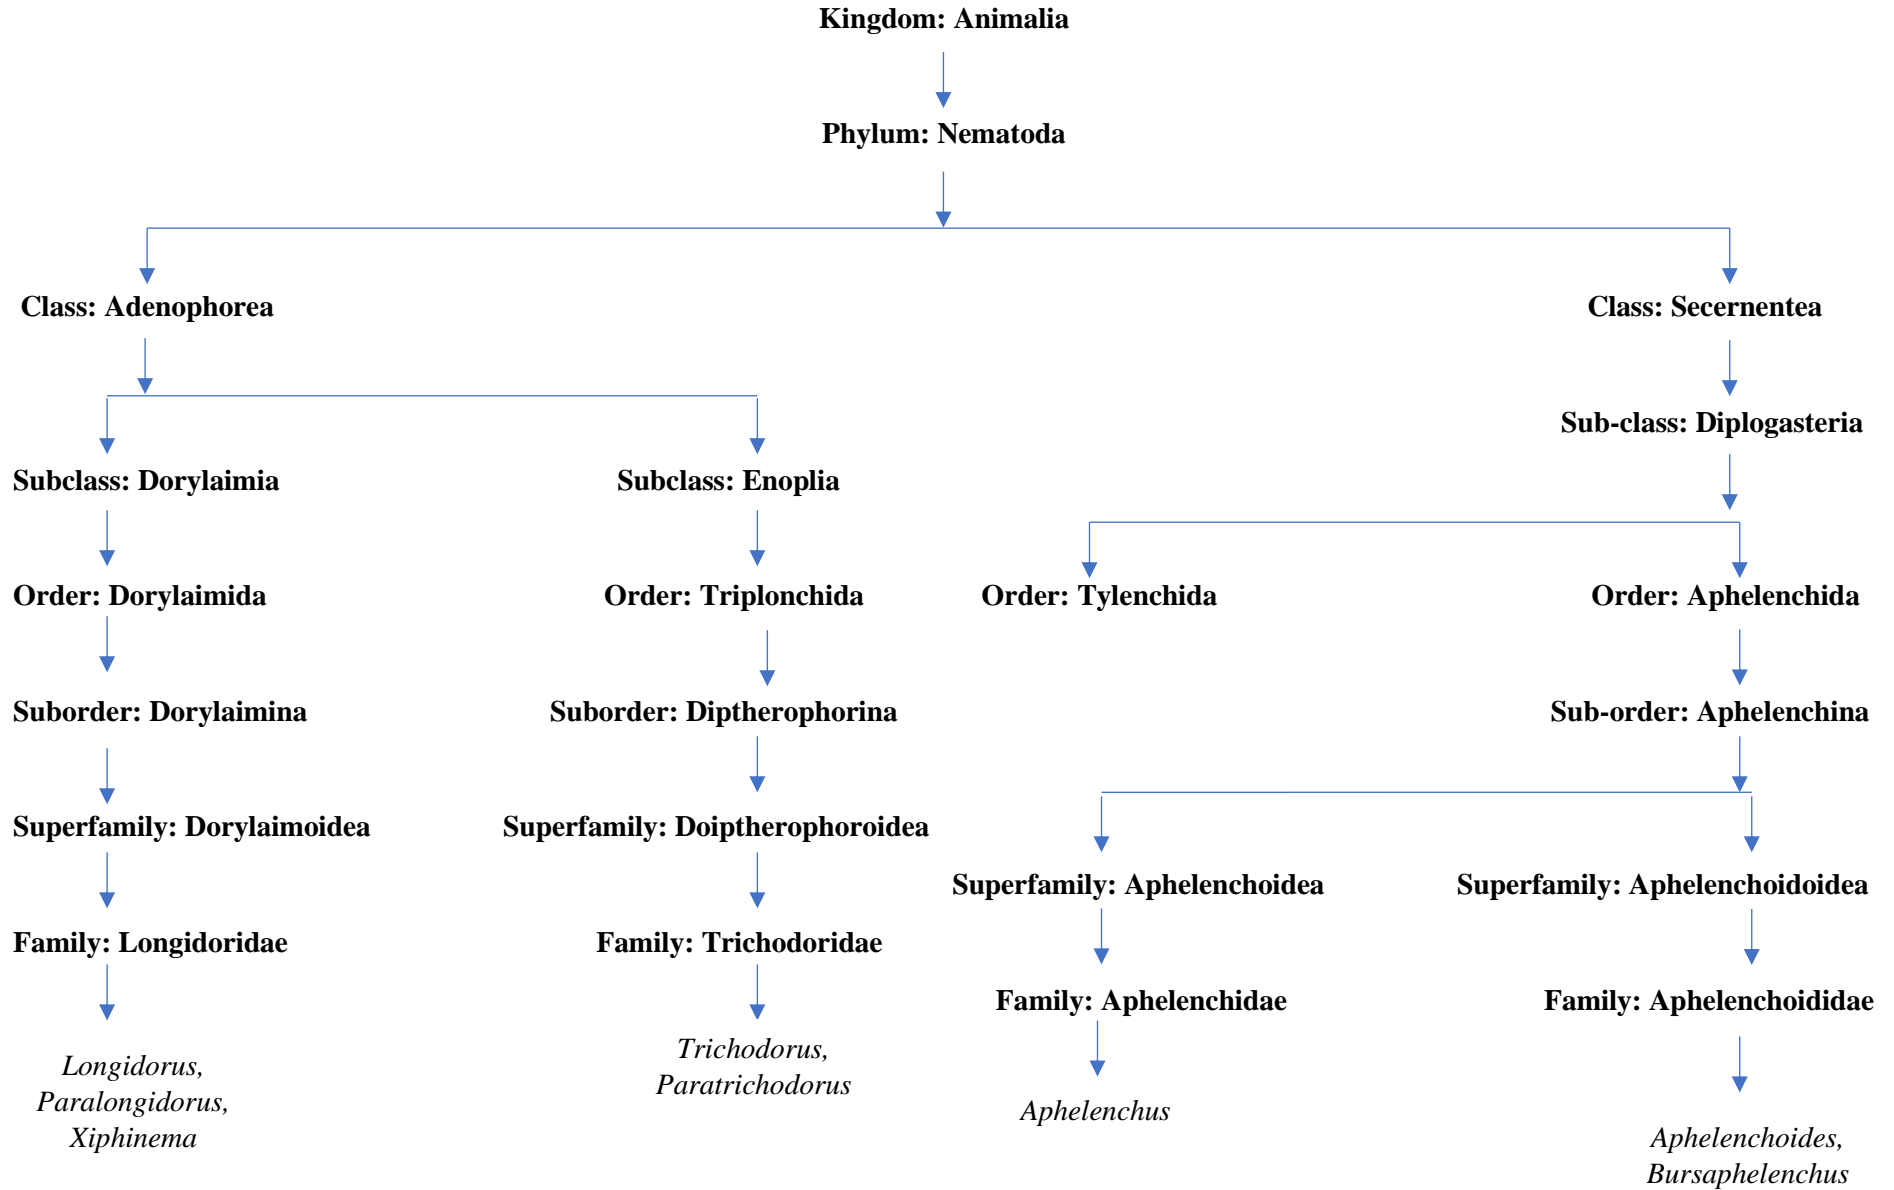 Kingdom: Animalia
Phylum: Nematoda
Class: Adenophorea
Class: Secernentea
Sub-class: Diplogasteria
Subclass: Dorylaimia
Subclass: Enoplia
Order: Dorylaimida
Order: Triplonchida
Order: Tylenchida
Order: Aphelenchida
Suborder: Dorylaimina
Suborder: Diptherophorina
Sub-order: Aphelenchina
Superfamily: Dorylaimoidea
Superfamily: Doiptherophoroidea
Superfamily: Aphelenchoidea
Superfamily: Aphelenchoidoidea
Family: Longidoridae
Family: Trichodoridae
Family: Aphelenchidae
Family: Aphelenchoididae
Longidorus,
Paralongidorus,
Xiphinema
Trichodorus,
Paratrichodorus
Aphelenchus
Aphelenchoides,
Bursaphelenchus